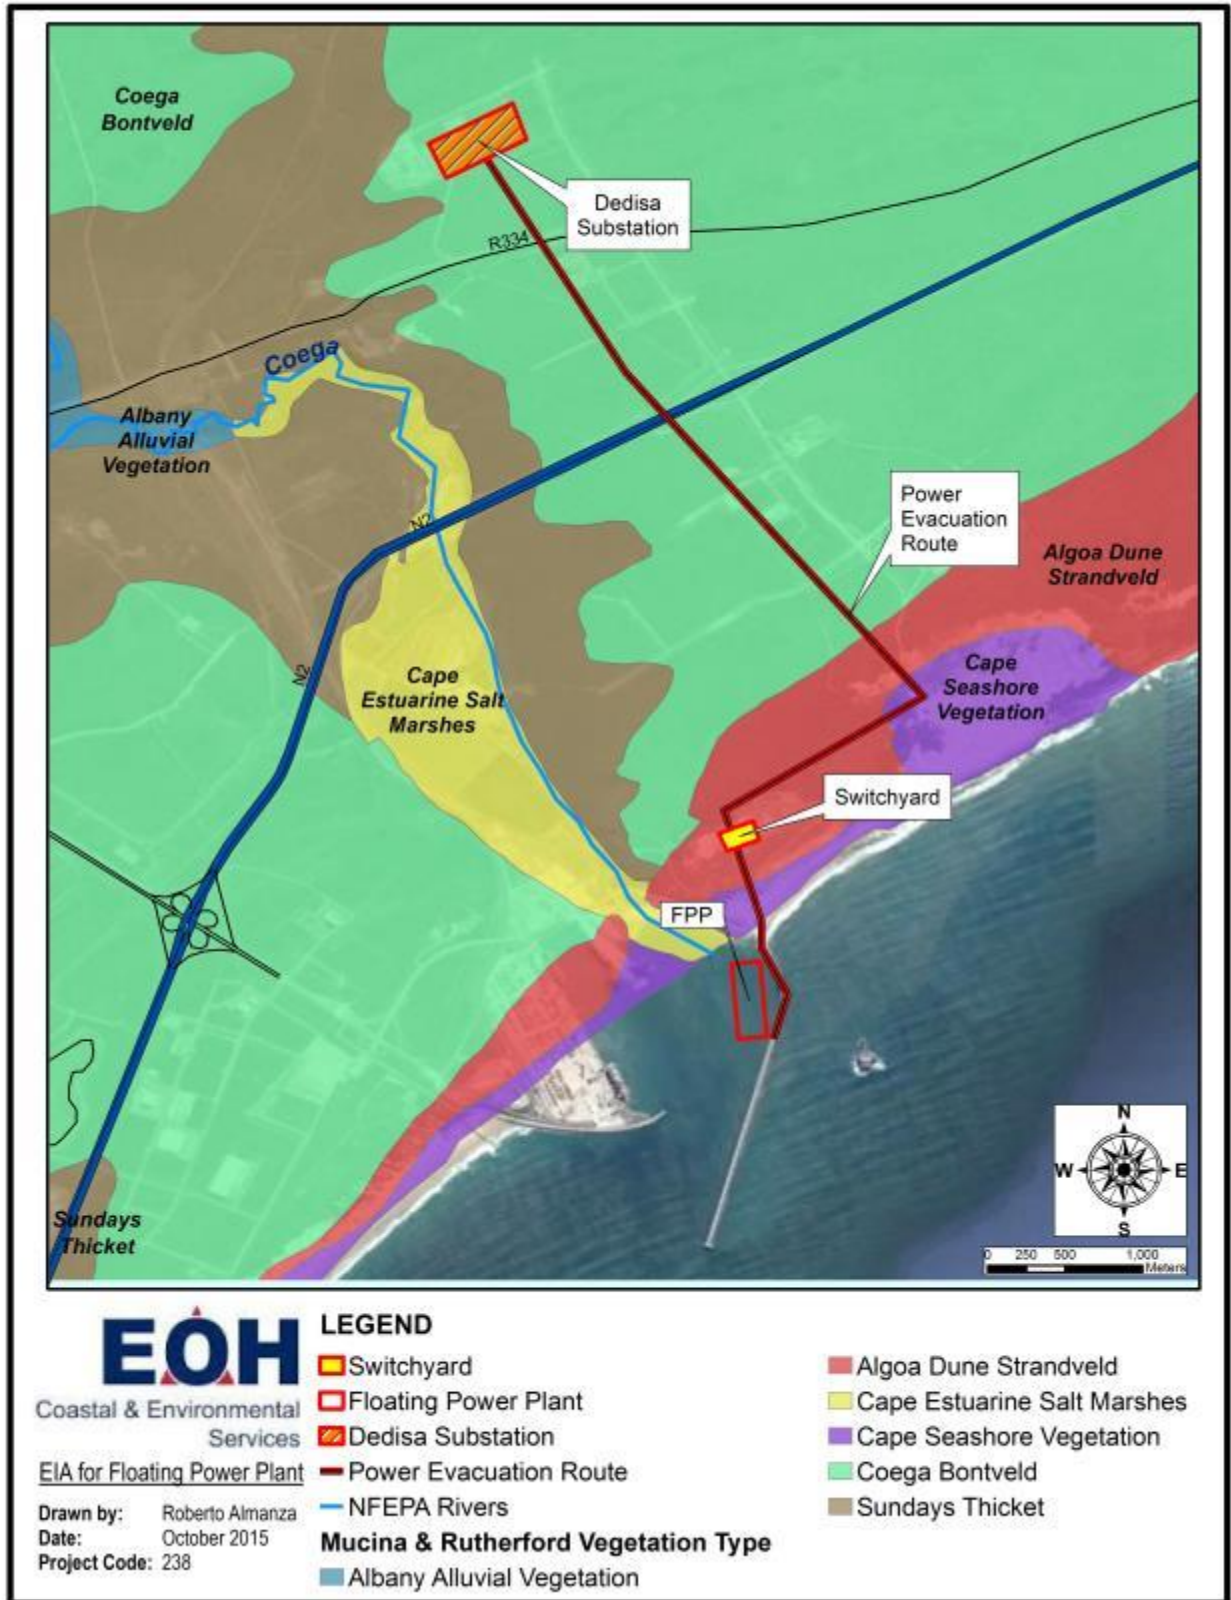 Coega
Bontveld
Dedisa
Substation
R334
Coega
Albany
Alluvial
Vegetation
Power
Evacuation
Route
N2
Algoa Dune
Strandveld
N2
Cape
Estuarine Salt
Marshes
Cape
Seashore
Vegetation
Switchyard
FPP
N
W E
S
Sundays
Thicket
0 250 500 1,000
Meters
EOH
Coastal & Environmental
Services
EIA for Floating Power Plant
Drawn by: Roberto Almanza
Date: October 2015
Project Code: 238
LEGEND
Switchyard
Floating Power Plant
Dedisa Substation
Power Evacuation Route
NFEPA Rivers
Mucina & Rutherford Vegetation Type
Albany Alluvial Vegetation
Algoa Dune Strandveld
Cape Estuarine Salt Marshes
Cape Seashore Vegetation
Coega Bontveld
Sundays Thicket